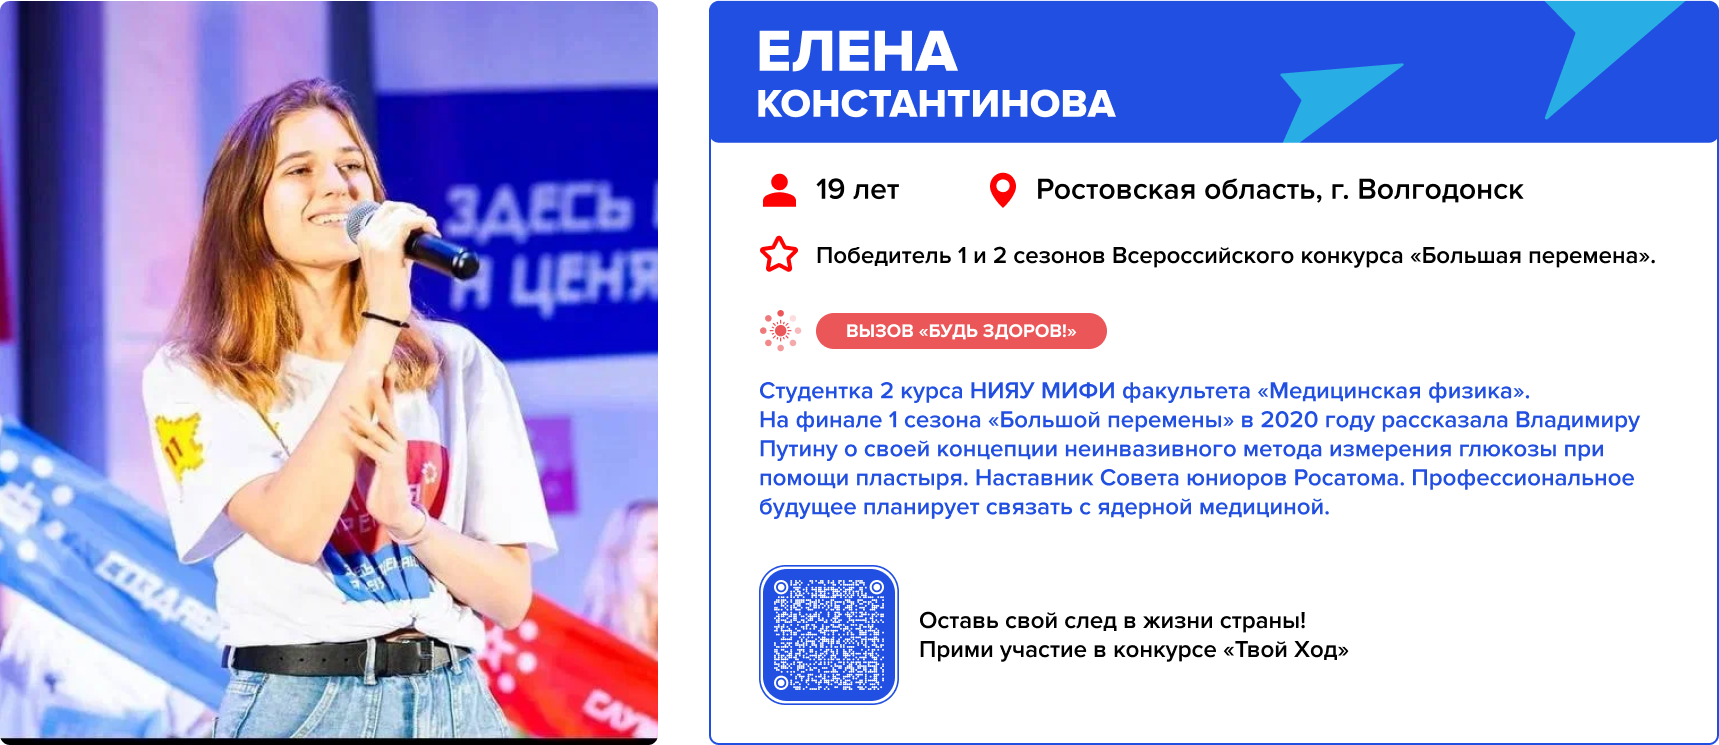 ЗДЕСЬ
И ЦЕНЯ
11
СОЗДАВ
СЛУ
ЕЛЕНА
КОНСТАНТИНОВА
19 лет
Ростовская область, г. Волгодонск
Победитель 1 и 2 сезонов Всероссийского конкурса «Большая перемена».
ВЫЗОВ «БУДЬ ЗДОРОВ!»
Студентка 2 курса НИЯУ МИФИ факультета «Медицинская физика».
На финале 1 сезона «Большой перемены» в 2020 году рассказала Владимиру
Путину о своей концепции неинвазивного метода измерения глюкозы при
помощи пластыря. Наставник Совета юниоров Росатома. Профессиональное
будущее планирует связать с ядерной медициной.
Оставь свой след в жизни страны!
Прими участие в конкурсе «Твой Ход»